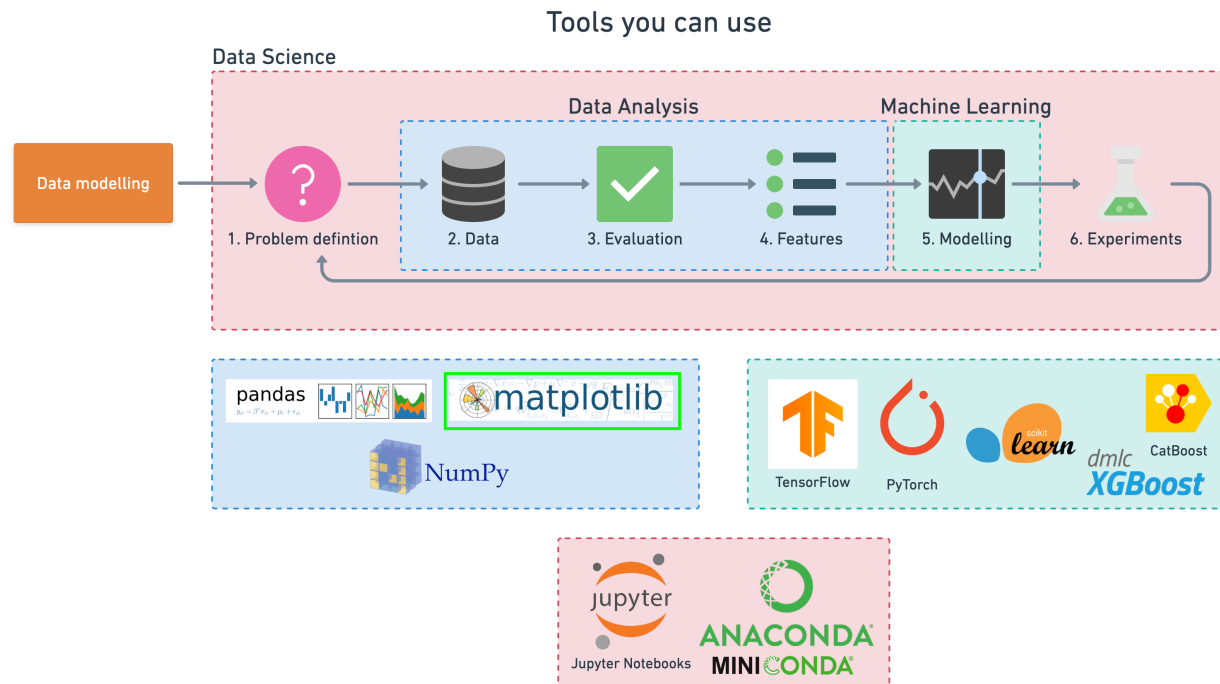 Tools you can use
Data Science
Data Analysis
Machine Learning
Data modelling
?
1. Problem defintion
2. Data
3. Evaluation
4. Features
5. Modelling
6. Experiments
pandas
matplotlib
NumPy
TensorFlow
PyTorch
scikit
learn
CatBoost
dmlc
XGBoost
jupyter
Jupyter Notebooks
ANACONDA
MINICONDA